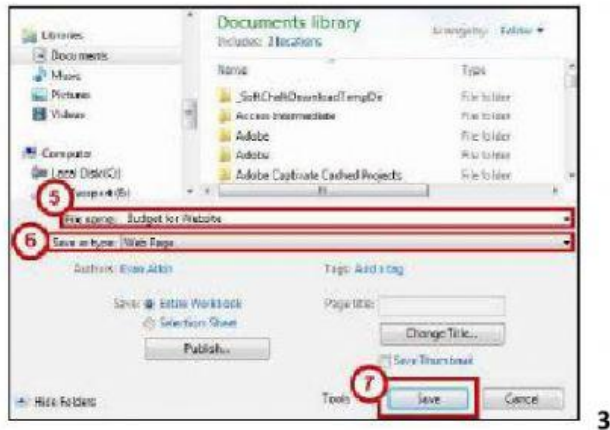 Documents library
Includes: 2 locations
Arrange by: Folder
Libraries
Documents
Music
Pictures
Videos
Computer
Local Disk (C:)
(E:)
Name
Type
_SoftChalkDownloadTempDir
File folder
Access Intermediate
File folder
Adobe
File folder
Adobe
File folder
Adobe Captivate Cached Projects
File folder
5
File name: Budget for Website
6
Save as type: Web Page
Authors: Evan Atkin
Tags: Add a tag
Save: Entire Workbook
Selection: Sheet
Publish...
Page title:
Change Title...
Save Thumbnail
7
Hide Folders
Tools
Save
Cancel
3